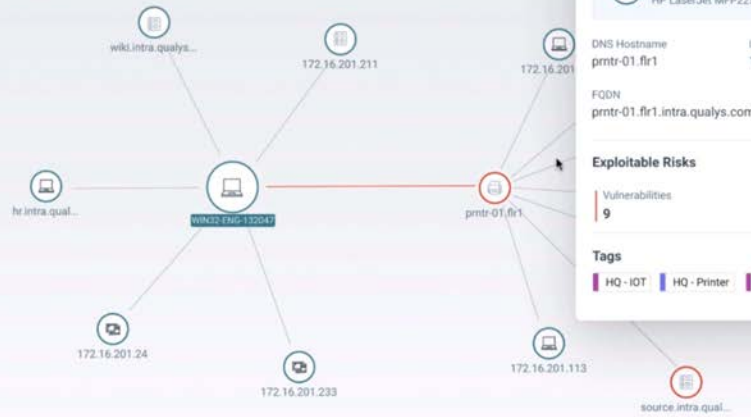 wiki.intra.qualys...
172.16.201.211
172.16.201
hr.intra.qual...
WIN32-ENG-132047
prntr-01.flr1
172.16.201.24
172.16.201.233
172.16.201.113
source.intra.qual...
HP LaserJet MFP22
DNS Hostname
prntr-01.flr1
FQDN
prntr-01.flr1.intra.qualys.com
Exploitable Risks
Vulnerabilities
9
Tags
HQ - IOT HQ - Printer